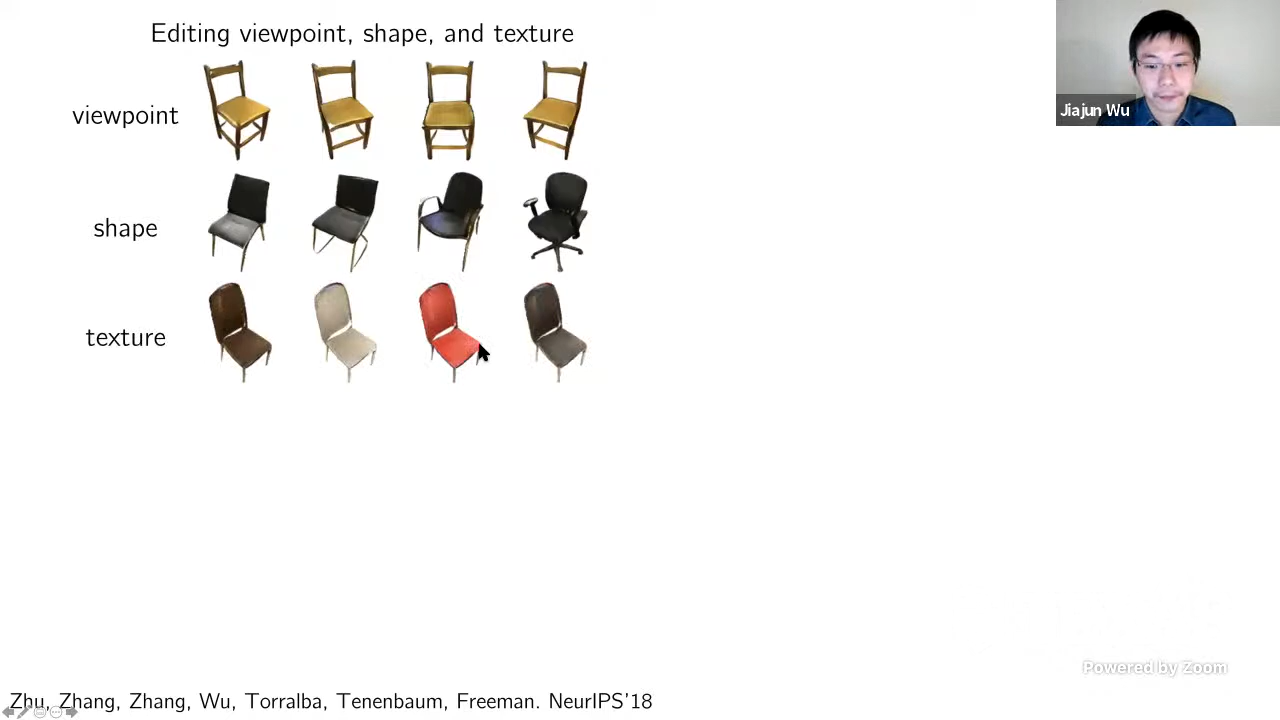 Editing viewpoint, shape, and texture
viewpoint
shape
texture
Jiajun Wu
Powered by Zoom
Zhu, Zhang, Zhang, Wu, Torralba, Tenenbaum, Freeman. NeurIPS'18